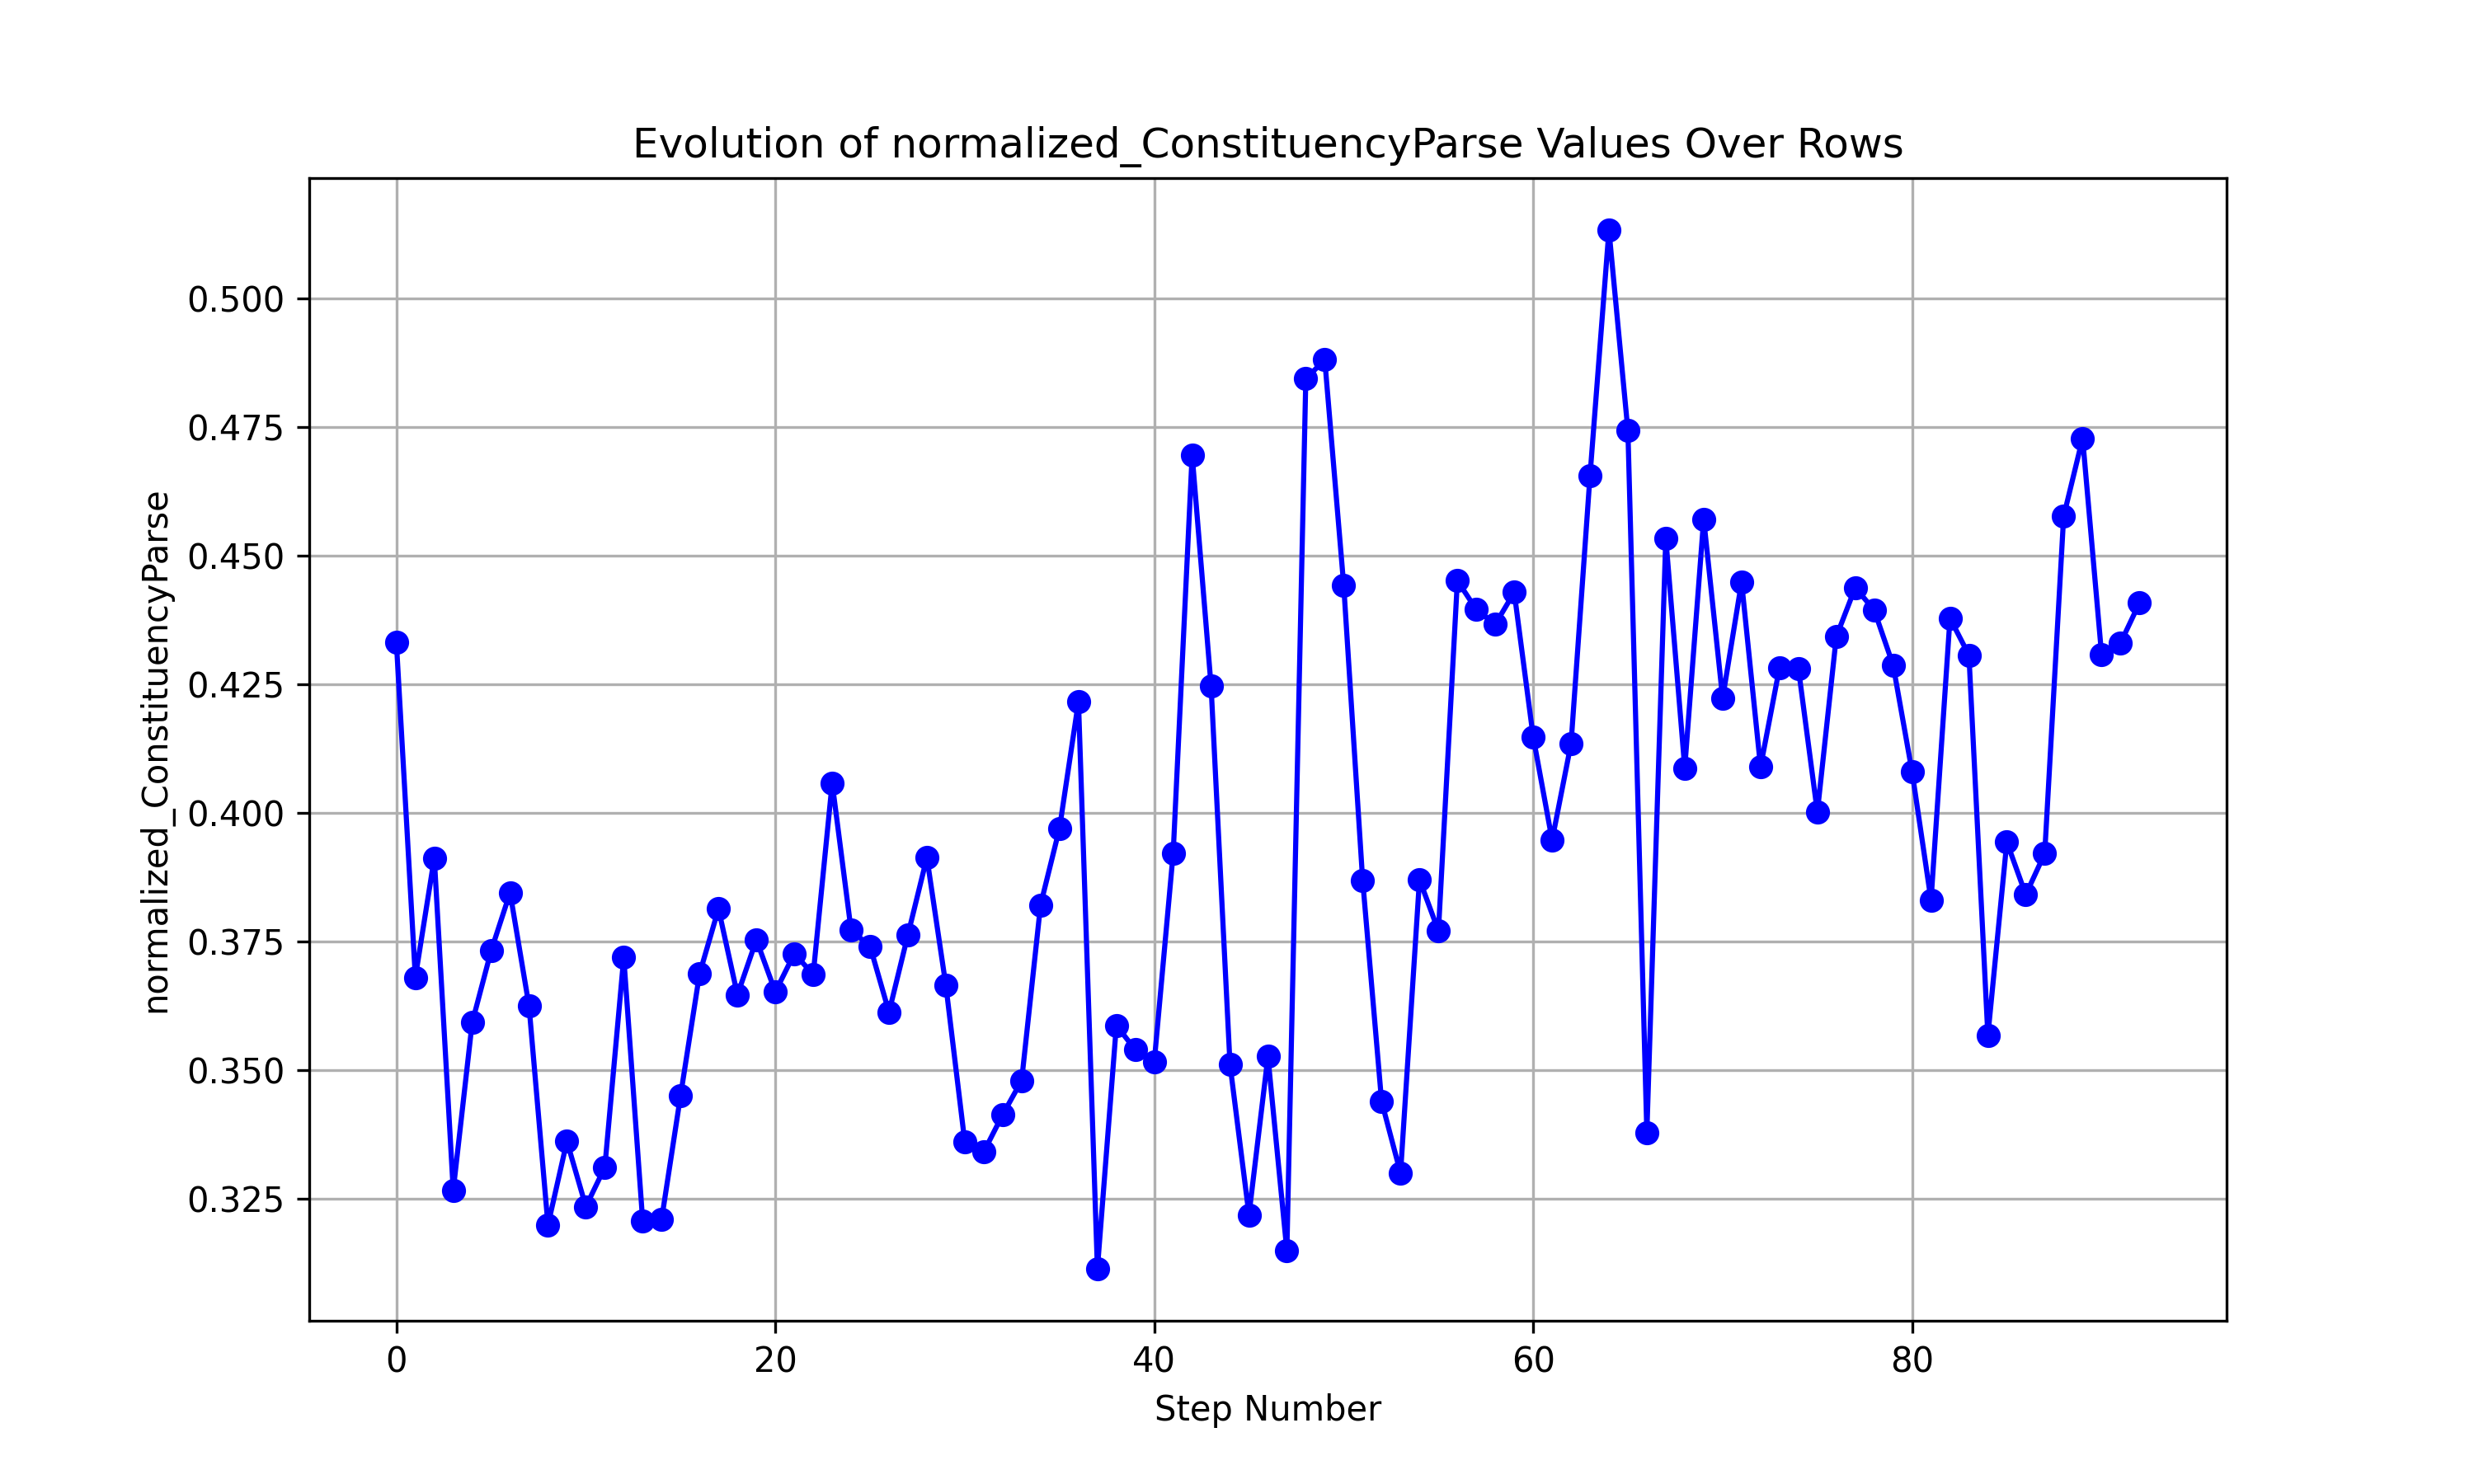 Evolution of normalized_ConstituencyParse Values Over Rows
normalized_ConstituencyParse
0.500
0.475
0.450
0.425
0.400
0.375
0.350
0.325
0 20 40 60 80
Step Number